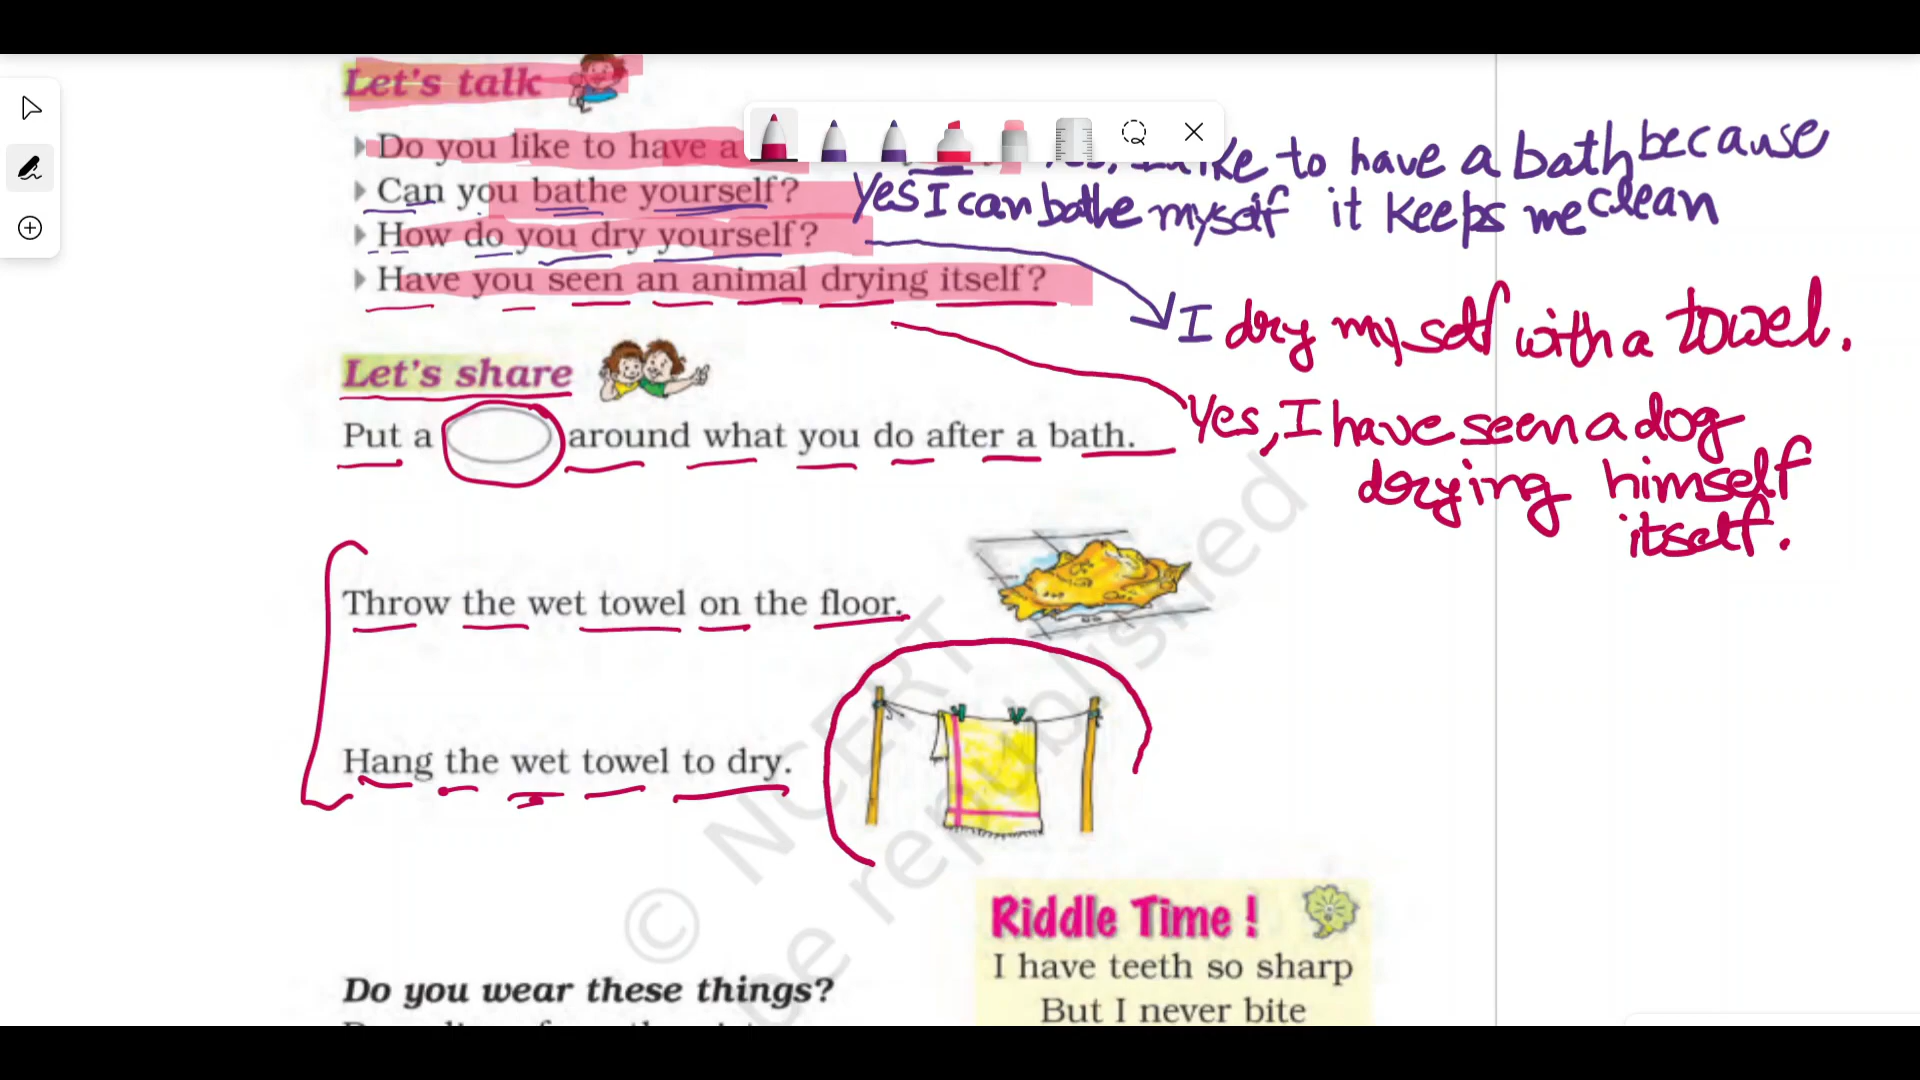 Let's talk
Do you like to have a
like to have a bath because
Can you bathe yourself?
Yes I can bathe myself it keeps me clean
How do you dry yourself?
Have you seen an animal drying itself?
I dry myself with a towel.
Let's share
Put a around what you do after a bath.
Yes, I have seen a dog
drying himself
itself.
Throw the wet towel on the floor.
Hang the wet towel to dry.
© NCERT
be republished
Riddle Time !
I have teeth so sharp
But I never bite
Do you wear these things?